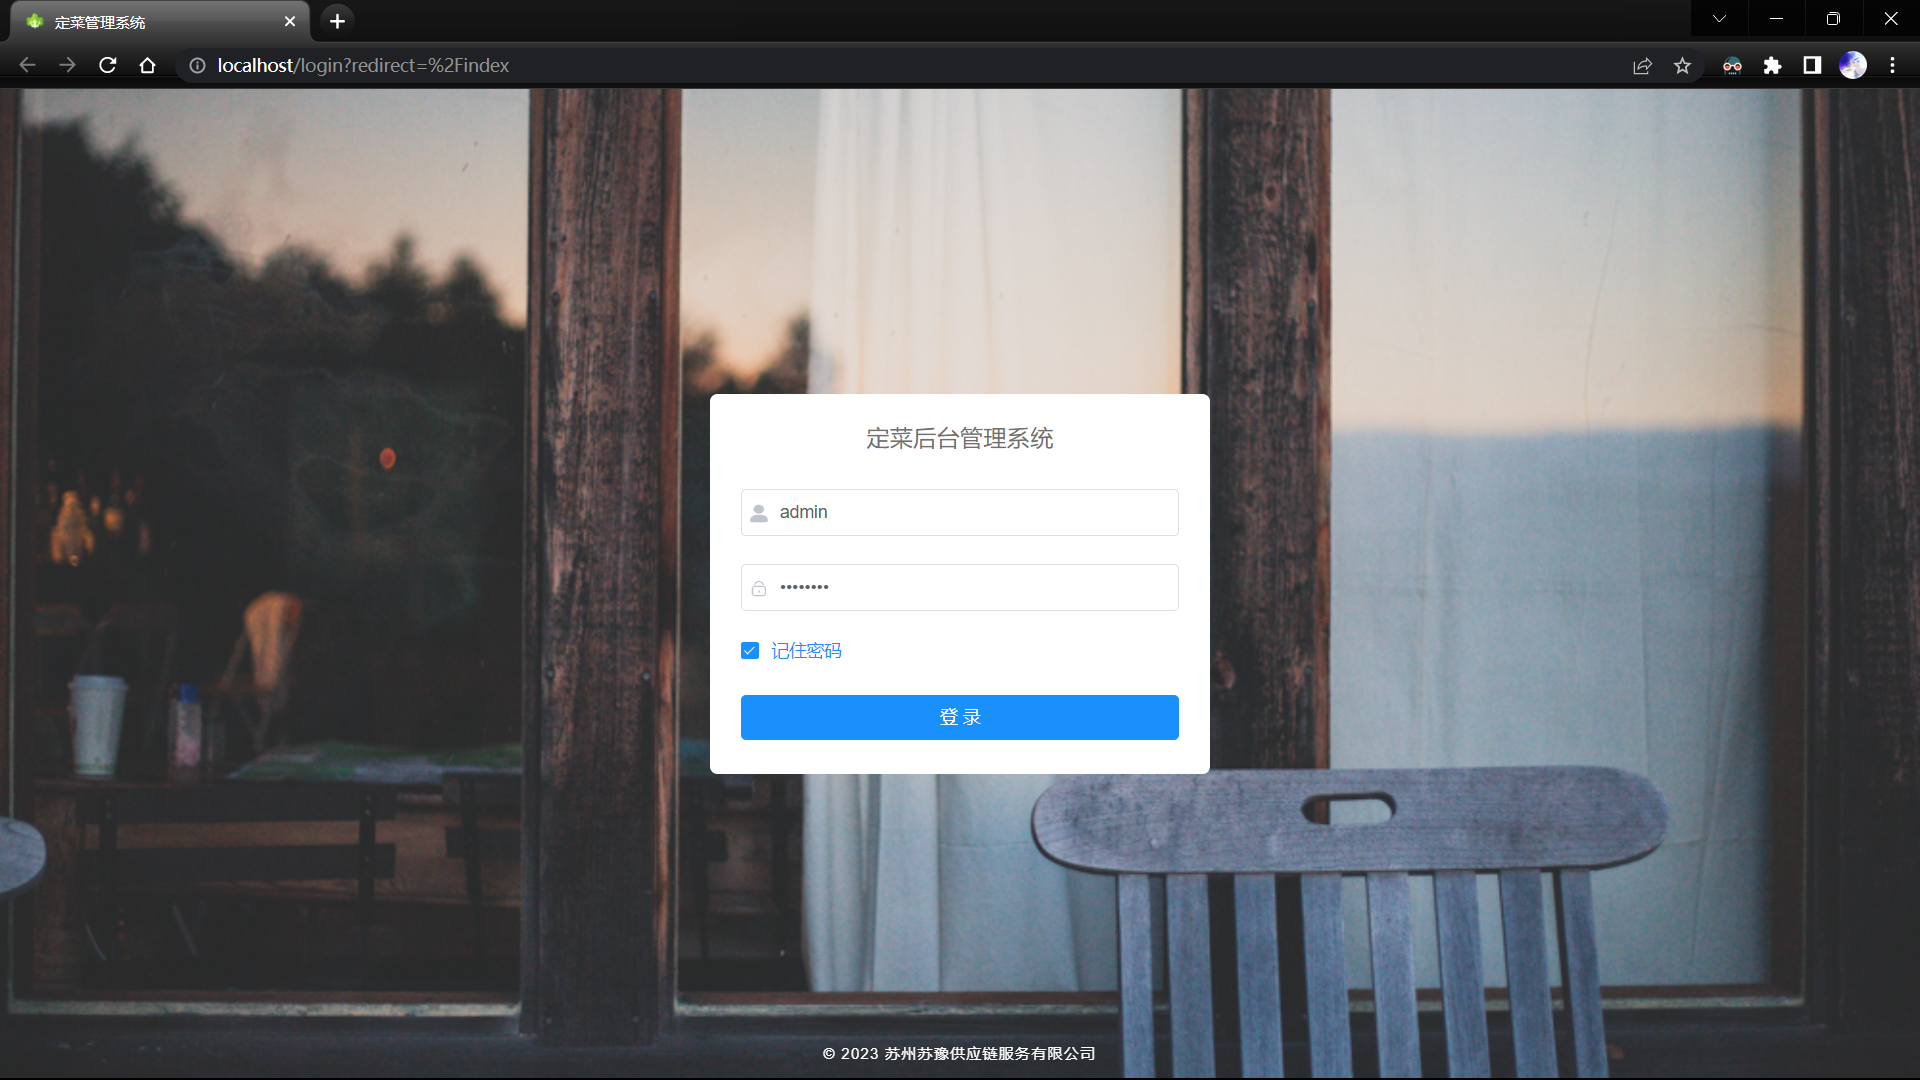 定菜管理系统
localhost/login?redirect=%2Findex
定菜后台管理系统
admin
••••••••
记住密码
登 录
© 2023 苏州苏豫供应链服务有限公司